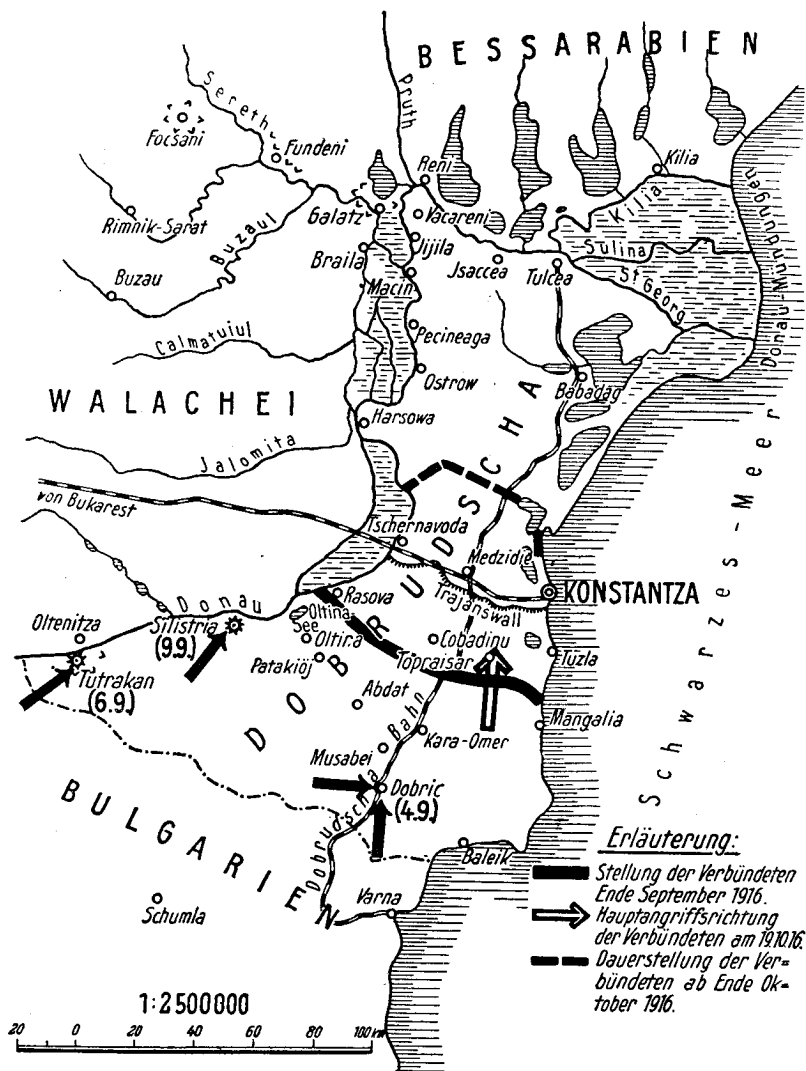 BESSARABIEN
Sereth
Pruth
Focsani
Fundeni
Reni
Kilia
Rimnik-Sarat
Galatz
Vacareni
Kilia
Buzaul
Jijila
Sulina
Braila
Jsaccea
Tulcea
St Georg
Donau-Mündungen
Buzau
Macin
Calmatuiul
Pecineaga
Ostrow
Babadag
WALACHEI
Harsowa
Jalomita
von Bukarest
Tschernavoda
Medzidie
KONSTANTZA
Trajanswall
Donau
Rasova
Oltenitza
Silistria
(9.9.)
Oltina-
See
Oltira
Cobadinu
Tutrakan
(6.9.)
Patakiöj
Topraisar
Tuzla
DOBRUDSCHA
Abdat
Mangalia
Kara-Omer
Musabei
Dobric
(4.9.)
Dobrudscha Bahn
BULGARIEN
Baleik
Schumla
Varna
Schwarzes-Meer
Erläuterung:
Stellung der Verbündeten
Ende September 1916.
Hauptangriffsrichtung
der Verbündeten am 19.10.16.
Dauerstellung der Ver=
bündeten ab Ende Ok=
tober 1916.
1:2500000
20 0 20 40 60 80 100 km